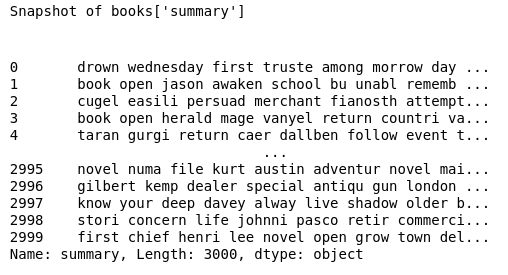 Snapshot of books['summary']
0 drown wednesday first truste among morrow day ...
1 book open jason awaken school bu unabl rememb ...
2 cugel easili persuad merchant fianosth attempt...
3 book open herald mage vanyel return countri va...
4 taran gurgi return caer dallben follow event t...
...
2995 novel numa file kurt austin adventur novel mai...
2996 gilbert kemp dealer special antiqu gun london ...
2997 know your deep davey alway live shadow older b...
2998 stori concern life johnni pasco retir commerci...
2999 first chief henri lee novel open grow town del...
Name: summary, Length: 3000, dtype: object